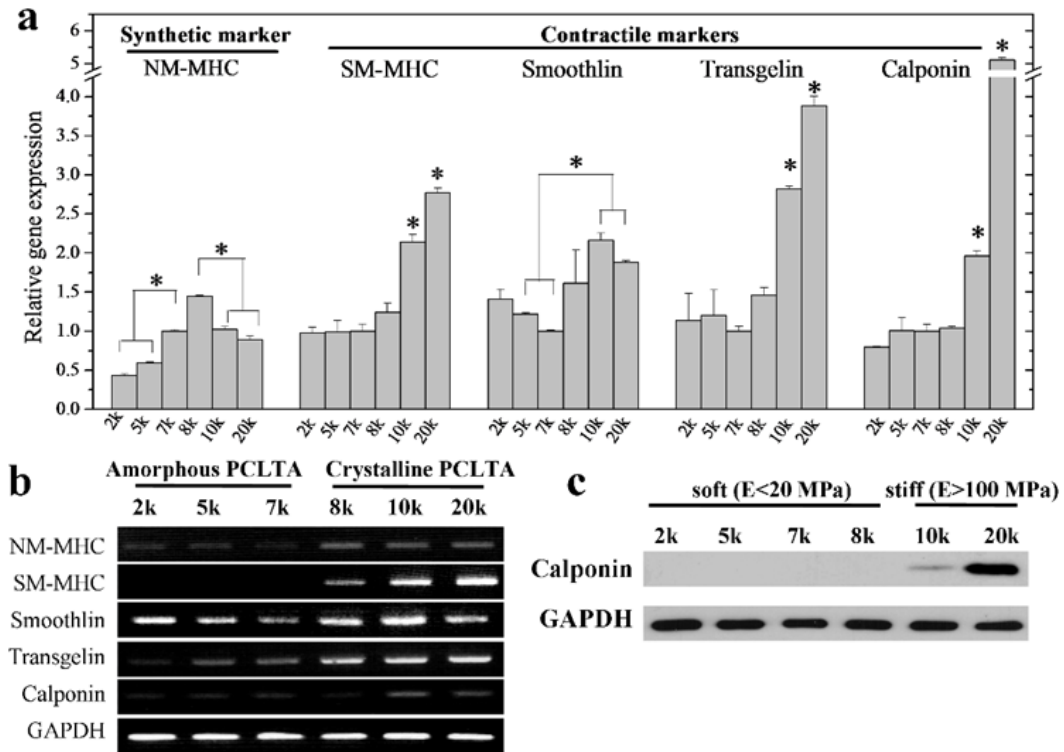 a
Synthetic marker
Contractile markers
NM-MHC
SM-MHC
Smoothlin
Transgelin
Calponin
Relative gene expression
6
5
4.0
3.5
3.0
2.5
2.0
1.5
1.0
0.5
0.0
* * * * * * * * *
2k 5k 7k 8k 10k 20k
2k 5k 7k 8k 10k 20k
2k 5k 7k 8k 10k 20k
2k 5k 7k 8k 10k 20k
2k 5k 7k 8k 10k 20k
b
Amorphous PCLTA Crystalline PCLTA
2k 5k 7k 8k 10k 20k
NM-MHC
SM-MHC
Smoothlin
Transgelin
Calponin
GAPDH
c
soft (E<20 MPa) stiff (E>100 MPa)
2k 5k 7k 8k 10k 20k
Calponin
GAPDH